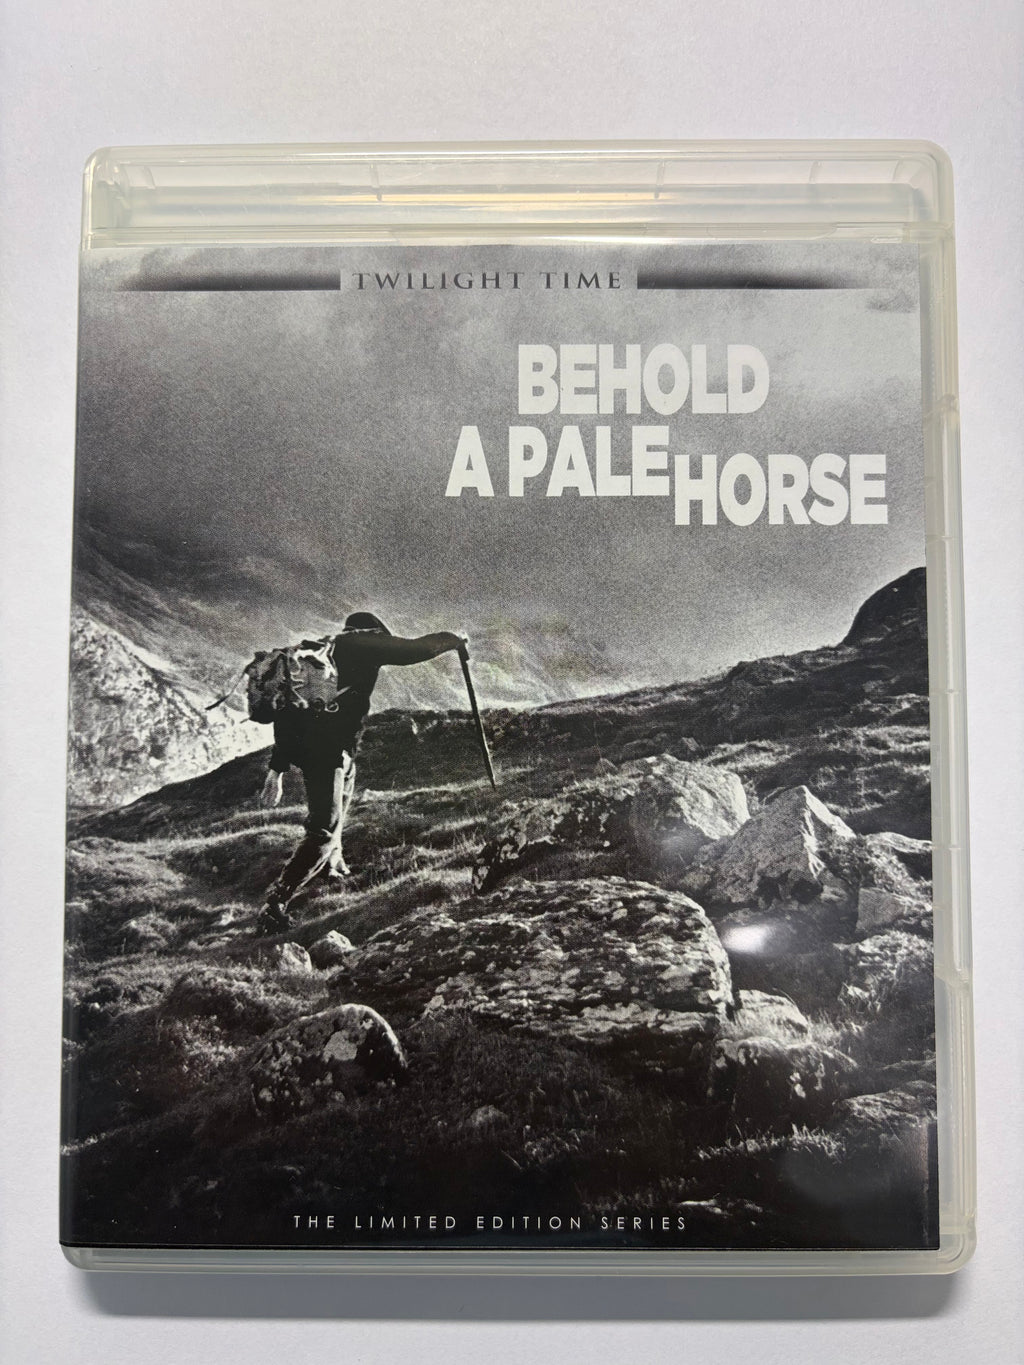 TWILIGHT TIME
BEHOLD
A PALE HORSE
THE LIMITED EDITION SERIES